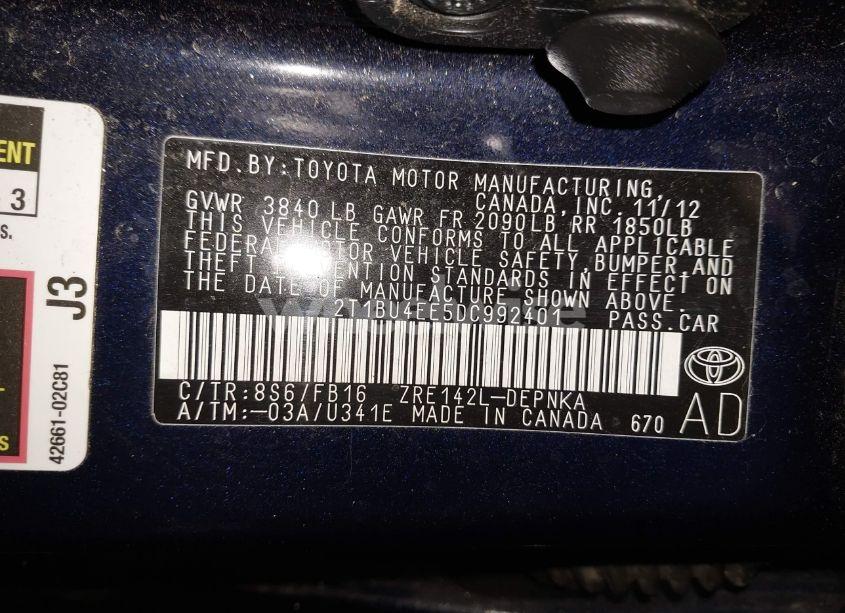 ENT
3
S.
J3
42661-02C81
S
MFD.BY:TOYOTA MOTOR MANUFACTURING,
CANADA, INC. 11/12
GVWR 3840 LB GAWR FR 2090LB RR 1850LB
THIS VEHICLE CONFORMS TO ALL APPLICABLE
FEDERAL MOTOR VEHICLE SAFETY, BUMPER, AND
THEFT PREVENTION STANDARDS IN EFFECT ON
THE DATE OF MANUFACTURE SHOWN ABOVE.
2T1BU4EE5DC992401 PASS.CAR
C/TR:8S6/FB16 ZRE142L-DEPNKA
A/TM:-03A/U341E MADE IN CANADA 670
AD